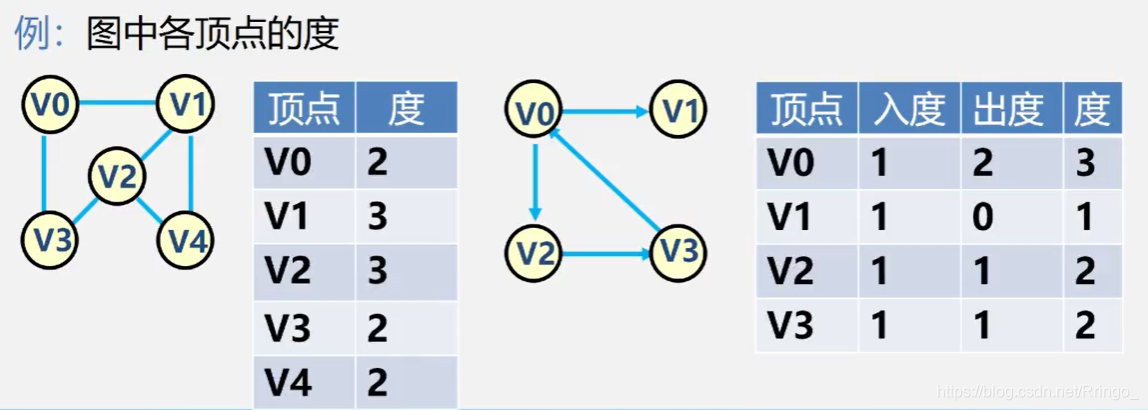 例：图中各顶点的度
V0 V1
V2
V3 V4
顶点 度
V0 2
V1 3
V2 3
V3 2
V4 2
V0 V1
V2 V3
顶点 入度 出度 度
V0 1 2 3
V1 1 0 1
V2 1 1 2
V3 1 1 2
https://blog.csdn.net/Rringo_